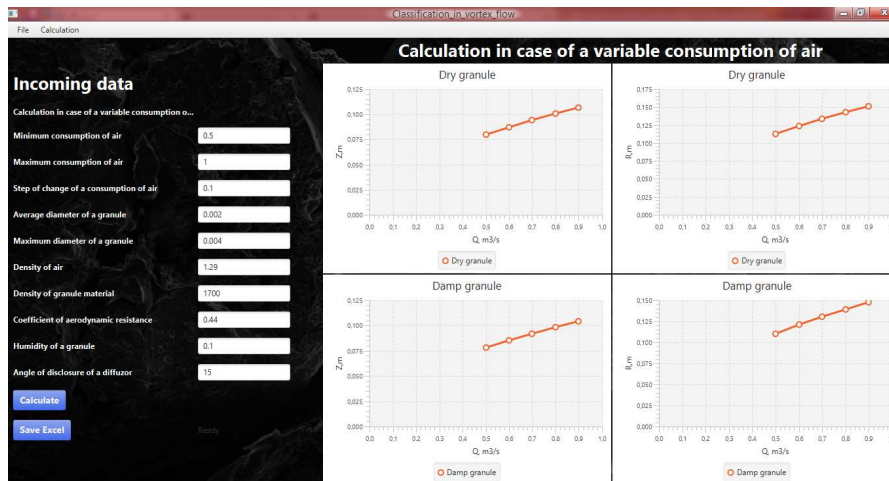 Classification_in_vortex_flow
File Calculation
Calculation in case of a variable consumption of air
Incoming data
Calculation in case of a variable consumption o...
Minimum consumption of air 0.5
Maximum consumption of air 1
Step of change of a consumption of air 0.1
Average diameter of a granule 0.002
Maximum diameter of a granule 0.004
Density of air 1.29
Density of granule material 1700
Coefficient of aerodynamic resistance 0.44
Humidity of a granule 0.1
Angle of disclosure of a diffuzor 15
Calculate
Save Excel Ready
Dry granule
0,125
0,100
0,075
0,050
0,025
0,000
Z,m
0,0 0,1 0,2 0,3 0,4 0,5 0,6 0,7 0,8 0,9 1,0
Q, m3/s
Dry granule
Dry granule
0,175
0,150
0,125
0,100
0,075
0,050
0,025
0,000
R,m
0,0 0,1 0,2 0,3 0,4 0,5 0,6 0,7 0,8 0,9
Q, m3/s
Dry granule
Damp granule
0,125
0,100
0,075
0,050
0,025
0,000
Z,m
0,0 0,1 0,2 0,3 0,4 0,5 0,6 0,7 0,8 0,9 1,0
Q, m3/s
Damp granule
Damp granule
0,150
0,125
0,100
0,075
0,050
0,025
0,000
R,m
0,0 0,1 0,2 0,3 0,4 0,5 0,6 0,7 0,8 0,9
Q, m3/s
Damp granule